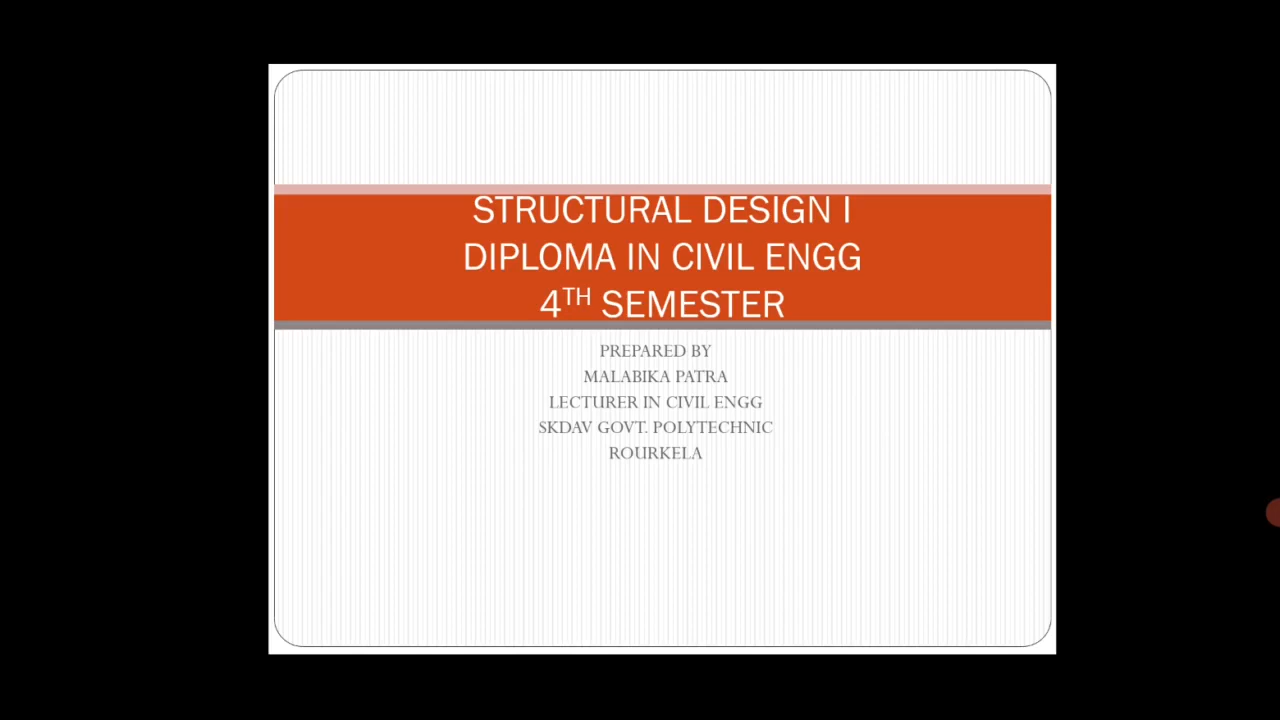 STRUCTURAL DESIGN I
DIPLOMA IN CIVIL ENGG
4TH SEMESTER
PREPARED BY
MALABIKA PATRA
LECTURER IN CIVIL ENGG
SKDAV GOVT. POLYTECHNIC
ROURKELA